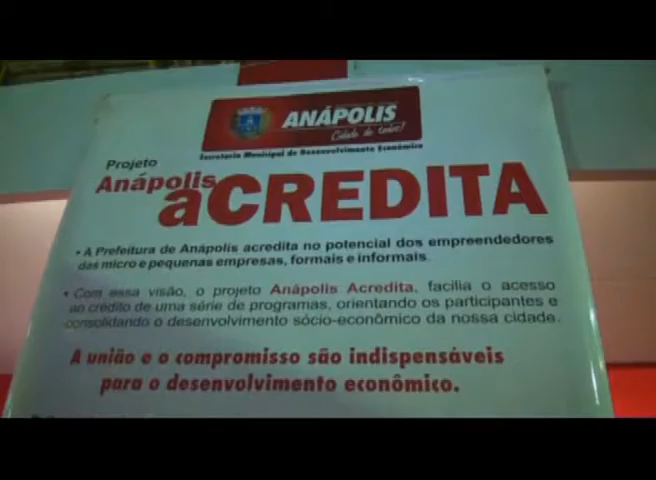 ANÁPOLIS
Cidade de todos!
Secretaria Municipal de Desenvolvimento Econômico
Projeto
Anápolis
aCREDITA
• A Prefeitura de Anápolis acredita no potencial dos empreendedores
das micro e pequenas empresas, formais e informais.
• Com essa visão, o projeto Anápolis Acredita, facilia o acesso
ao crédito de uma série de programas, orientando os participantes e
consolidando o desenvolvimento sócio-econômico da nossa cidade.
A união e o compromisso são indispensáveis
para o desenvolvimento econômico.